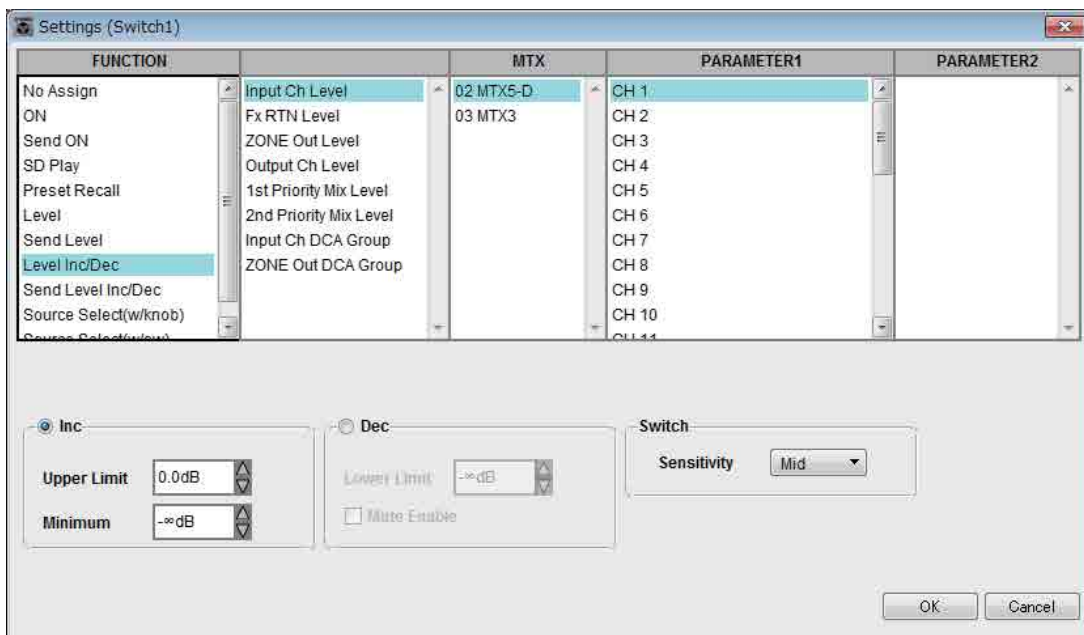 Settings (Switch1)
FUNCTION MTX PARAMETER1 PARAMETER2
No Assign Input Ch Level 02 MTX5-D CH 1
ON Fx RTN Level 03 MTX3 CH 2
Send ON ZONE Out Level CH 3
SD Play Output Ch Level CH 4
Preset Recall 1st Priority Mix Level CH 5
Level 2nd Priority Mix Level CH 6
Send Level Input Ch DCA Group CH 7
Level Inc/Dec ZONE Out DCA Group CH 8
Send Level Inc/Dec CH 9
Source Select(w/knob) CH 10
Source Select(w/sw) CH 11
Inc Dec Switch
Upper Limit 0.0dB Lower Limit -∞dB Sensitivity Mid
Minimum -∞dB Mute Enable
OK Cancel